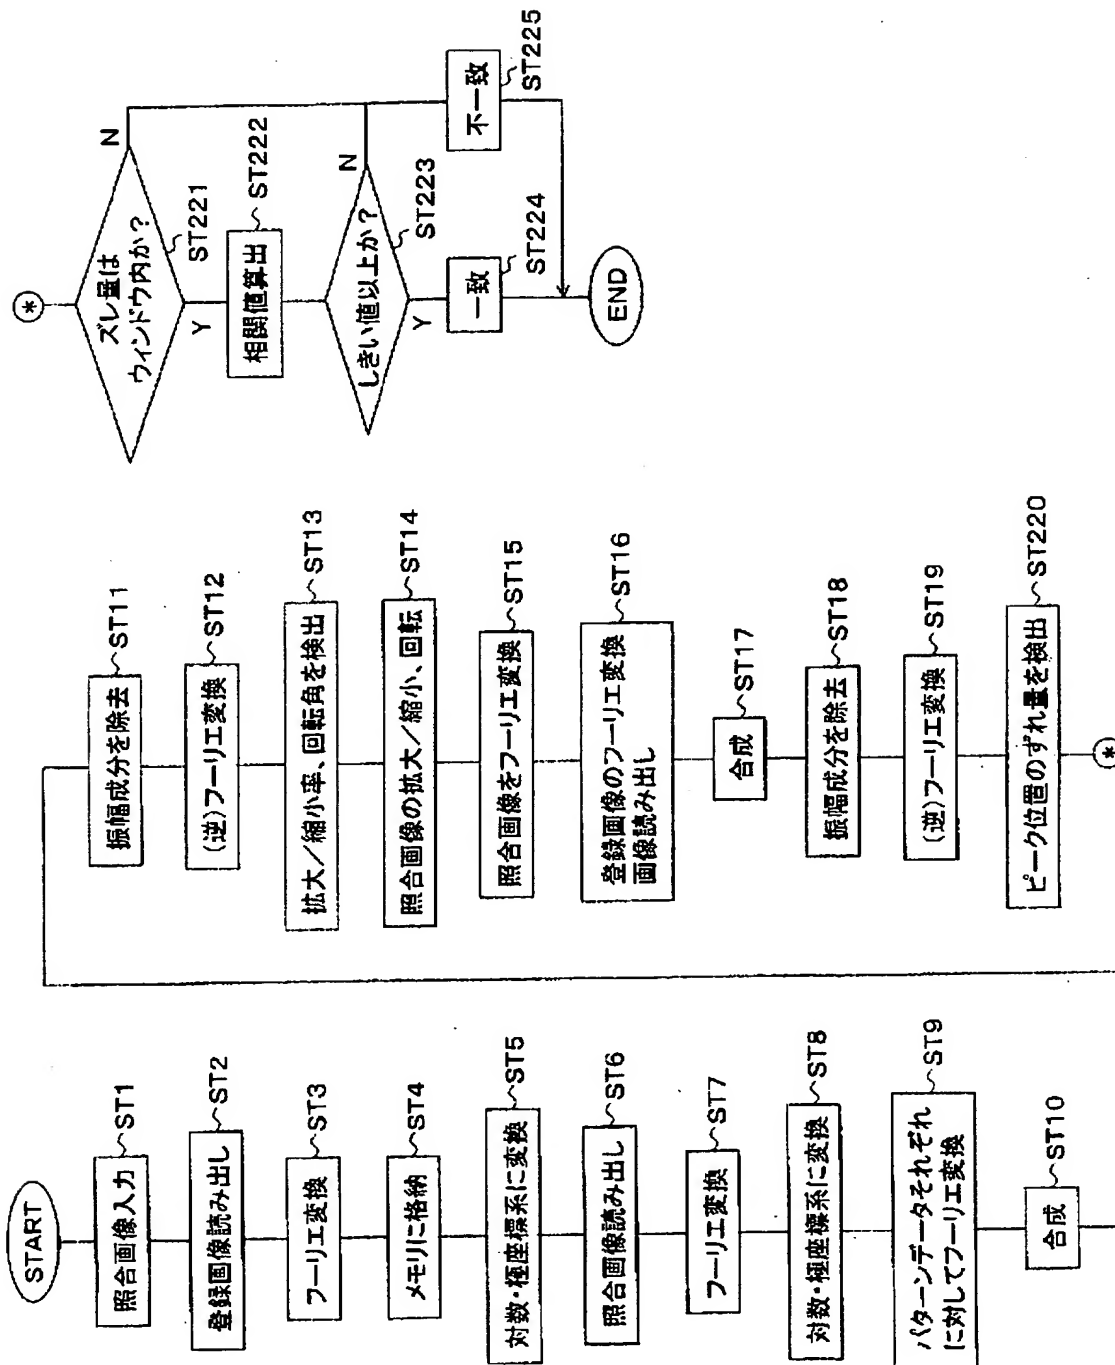 START
照合画像入力
ST1
登録画像読み出し
ST2
フーリエ変換
ST3
メモリに格納
ST4
対数・極座標系に変換
ST5
照合画像読み出し
ST6
フーリエ変換
ST7
対数・極座標系に変換
ST8
パターンデータそれぞれ
に対してフーリエ変換
ST9
合成
ST10
振幅成分を除去
ST11
(逆)フーリエ変換
ST12
拡大/縮小率、回転角を検出
ST13
照合画像の拡大/縮小、回転
ST14
照合画像をフーリエ変換
ST15
登録画像のフーリエ変換
画像読み出し
ST16
合成
ST17
振幅成分を除去
ST18
(逆)フーリエ変換
ST19
ピーク位置のずれ量を検出
ST220
*
*
ズレ量は
ウィンドウ内か?
ST221
N
Y
相関値算出
ST222
しきい値以上か?
ST223
N
Y
一致
ST224
不一致
ST225
END